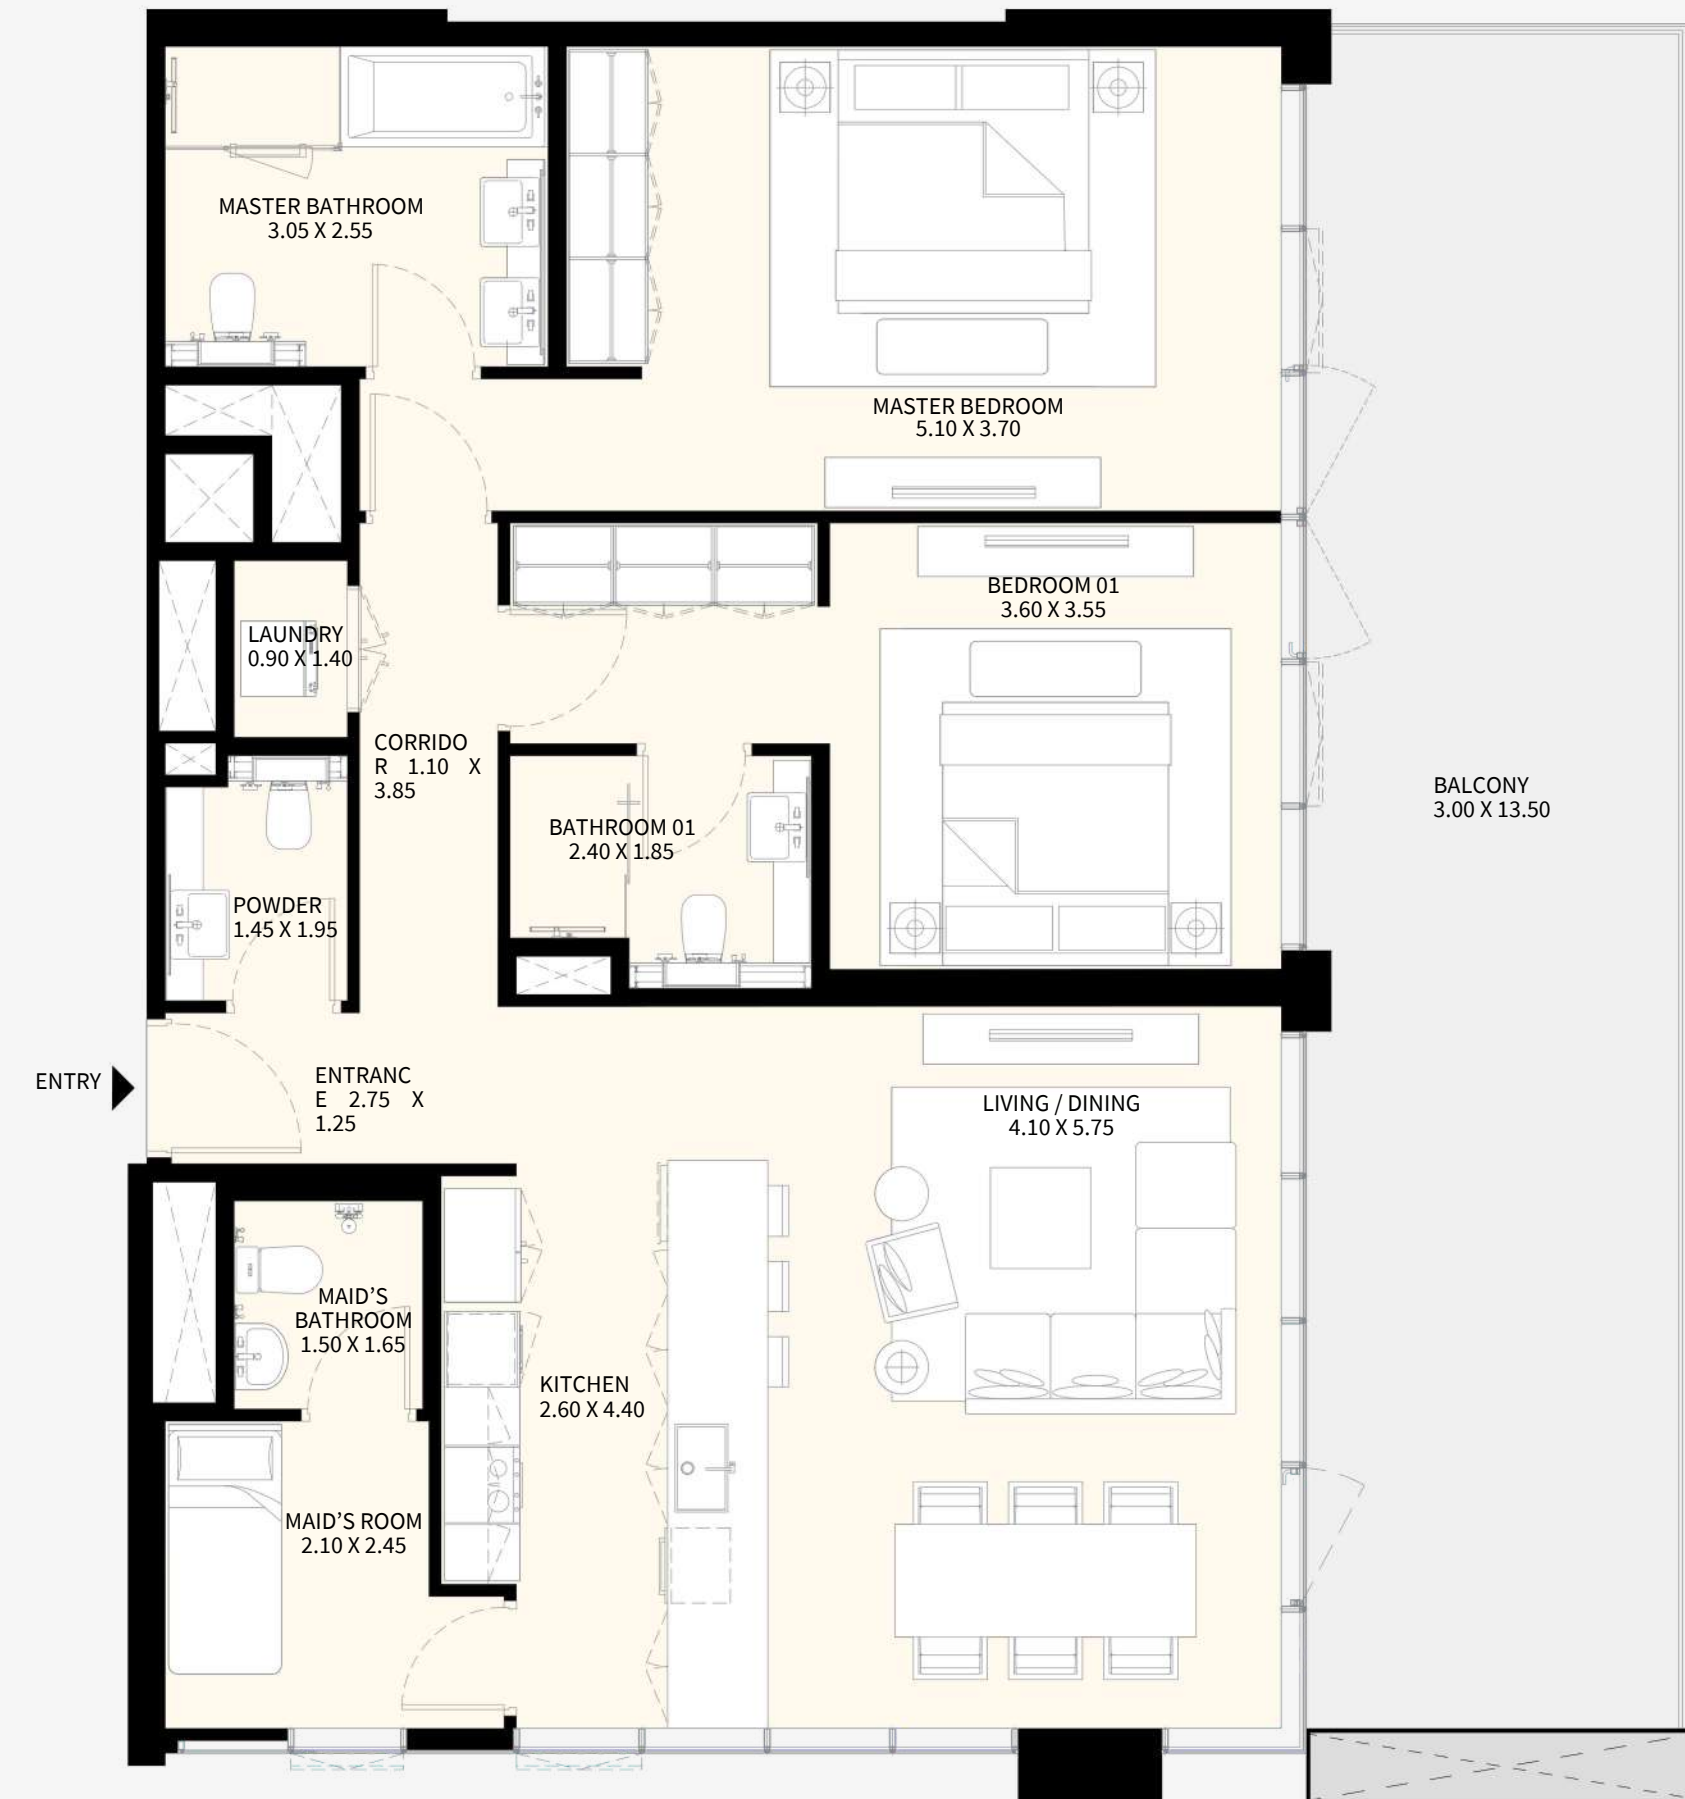 MASTER BATHROOM
3.05 X 2.55
MASTER BEDROOM
5.10 X 3.70
BEDROOM 01
3.60 X 3.55
LAUNDRY
0.90 X 1.40
CORRIDO
R 1.10 X
3.85
BALCONY
3.00 X 13.50
BATHROOM 01
2.40 X 1.85
POWDER
1.45 X 1.95
ENTRY
ENTRANC
E 2.75 X
1.25
LIVING / DINING
4.10 X 5.75
MAID’S
BATHROOM
1.50 X 1.65
KITCHEN
2.60 X 4.40
MAID’S ROOM
2.10 X 2.45